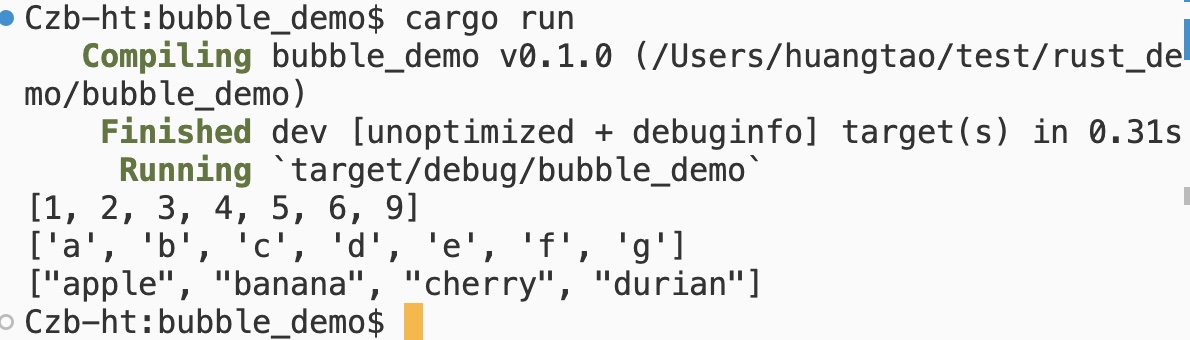 Czb-ht:bubble_demo$ cargo run
Compiling bubble_demo v0.1.0 (/Users/huangtao/test/rust_de
mo/bubble_demo)
Finished dev [unoptimized + debuginfo] target(s) in 0.31s
Running `target/debug/bubble_demo`
[1, 2, 3, 4, 5, 6, 9]
['a', 'b', 'c', 'd', 'e', 'f', 'g']
["apple", "banana", "cherry", "durian"]
Czb-ht:bubble_demo$